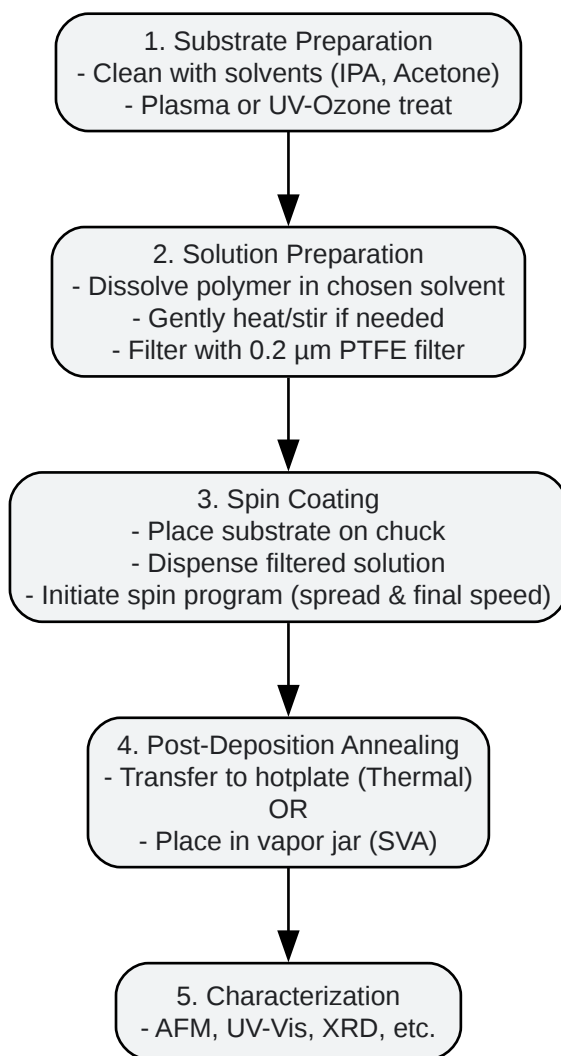 1. Substrate Preparation
- Clean with solvents (IPA, Acetone)
- Plasma or UV-Ozone treat
2. Solution Preparation
- Dissolve polymer in chosen solvent
- Gently heat/stir if needed
- Filter with 0.2 µm PTFE filter
3. Spin Coating
- Place substrate on chuck
- Dispense filtered solution
- Initiate spin program (spread & final speed)
4. Post-Deposition Annealing
- Transfer to hotplate (Thermal)
OR
- Place in vapor jar (SVA)
5. Characterization
- AFM, UV-Vis, XRD, etc.